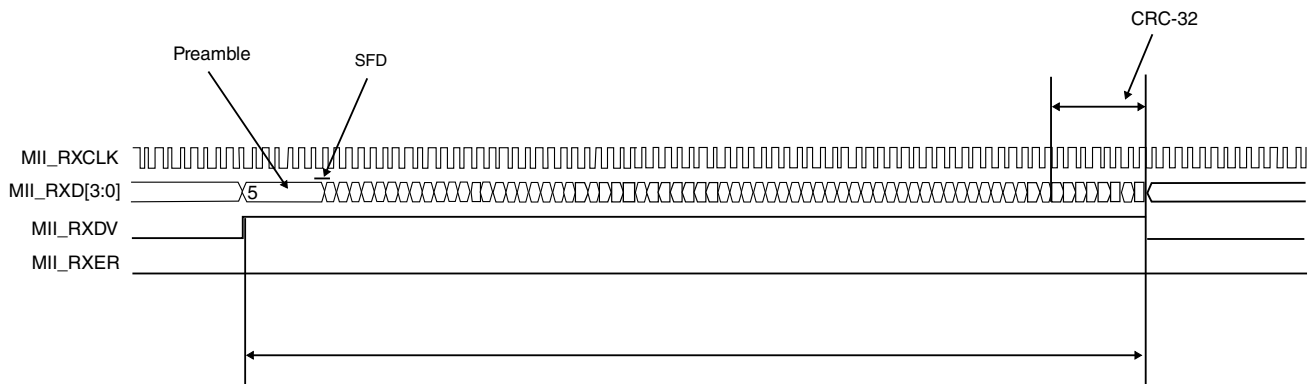 CRC-32
Preamble
SFD
MII_RXCLK
MII_RXD[3:0]
5
MII_RXDV
MII_RXER